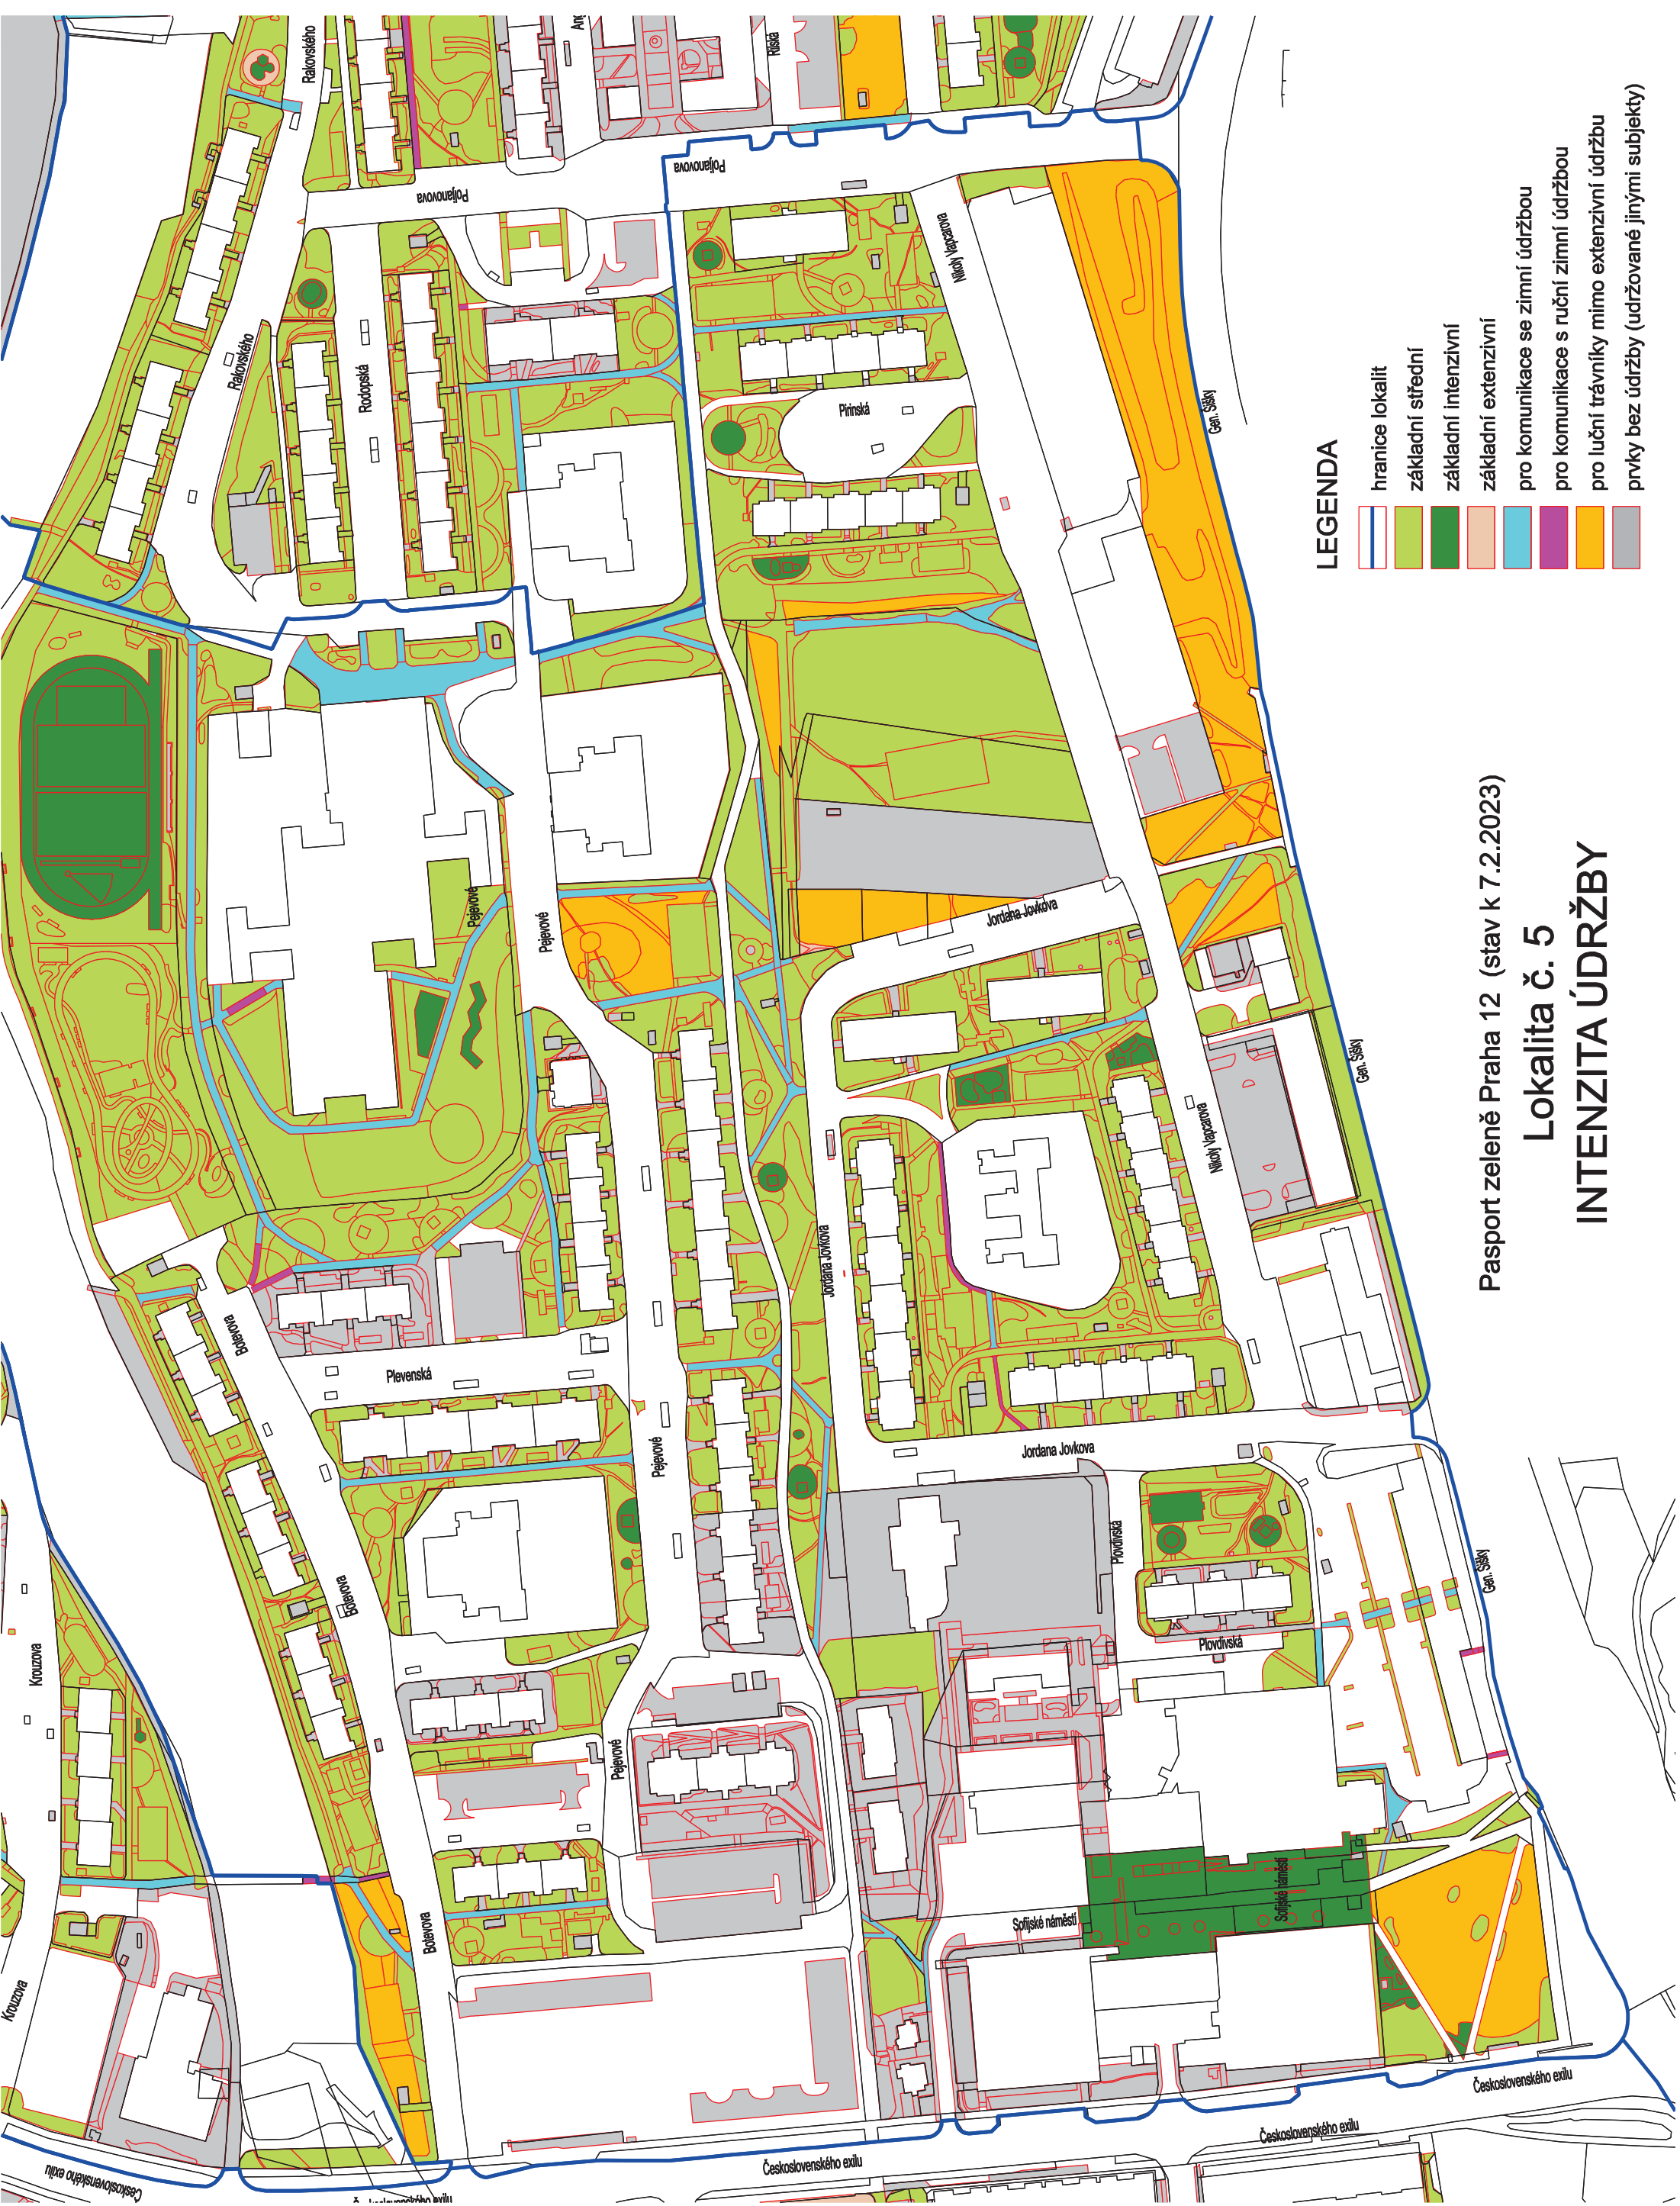 Pasport zeleně Praha 12 (stav k 7.2.2023)
Lokalita č. 5
INTENZITA ÚDRŽBY
LEGENDA
hranice lokalit
základní střední
základní intenzivní
základní extenzivní
pro komunikace se zimní údržbou
pro komunikace s ruční zimní údržbou
pro luční trávníky mimo extenzivní údržbu
prvky bez údržby (udržované jinými subjekty)
Československého exilu
Krouzova
Krouzova
Botevova
Botevova
Botevova
Plevenská
Pejevové
Pejevové
Pejevové
Pejevové
Rakovského
Rakovského
Rodopská
Poljanovova
Poljanovova
Rilská
Pirinská
Nikoly Vapcarova
Nikoly Vapcarova
Gen. Šišky
Gen. Šišky
Gen. Šišky
Jordana Jovkova
Jordana Jovkova
Jordana Jovkova
Plovdivská
Plovdivská
Sofijské náměstí
Sofijské náměstí
Československého exilu
Československého exilu
Československého exilu